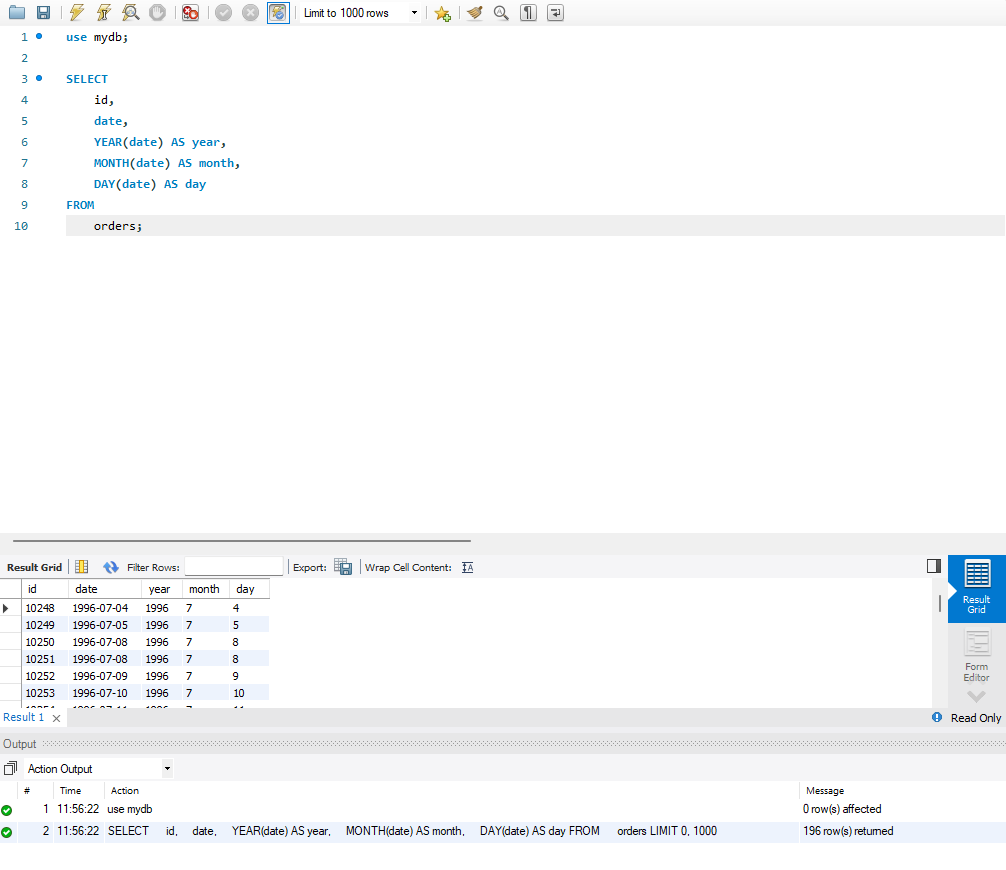 Limit to 1000 rows
1 use mydb;
2
3 SELECT
4 id,
5 date,
6 YEAR(date) AS year,
7 MONTH(date) AS month,
8 DAY(date) AS day
9 FROM
10 orders;
Result Grid Filter Rows: Export: Wrap Cell Content: IA
id date year month day
10248 1996-07-04 1996 7 4
10249 1996-07-05 1996 7 5
10250 1996-07-08 1996 7 8
10251 1996-07-08 1996 7 8
10252 1996-07-09 1996 7 9
10253 1996-07-10 1996 7 10
Result
Grid
Form
Editor
Result 1 Read Only
Output
Action Output
# Time Action Message
1 11:56:22 use mydb 0 row(s) affected
2 11:56:22 SELECT id, date, YEAR(date) AS year, MONTH(date) AS month, DAY(date) AS day FROM orders LIMIT 0, 1000 196 row(s) returned